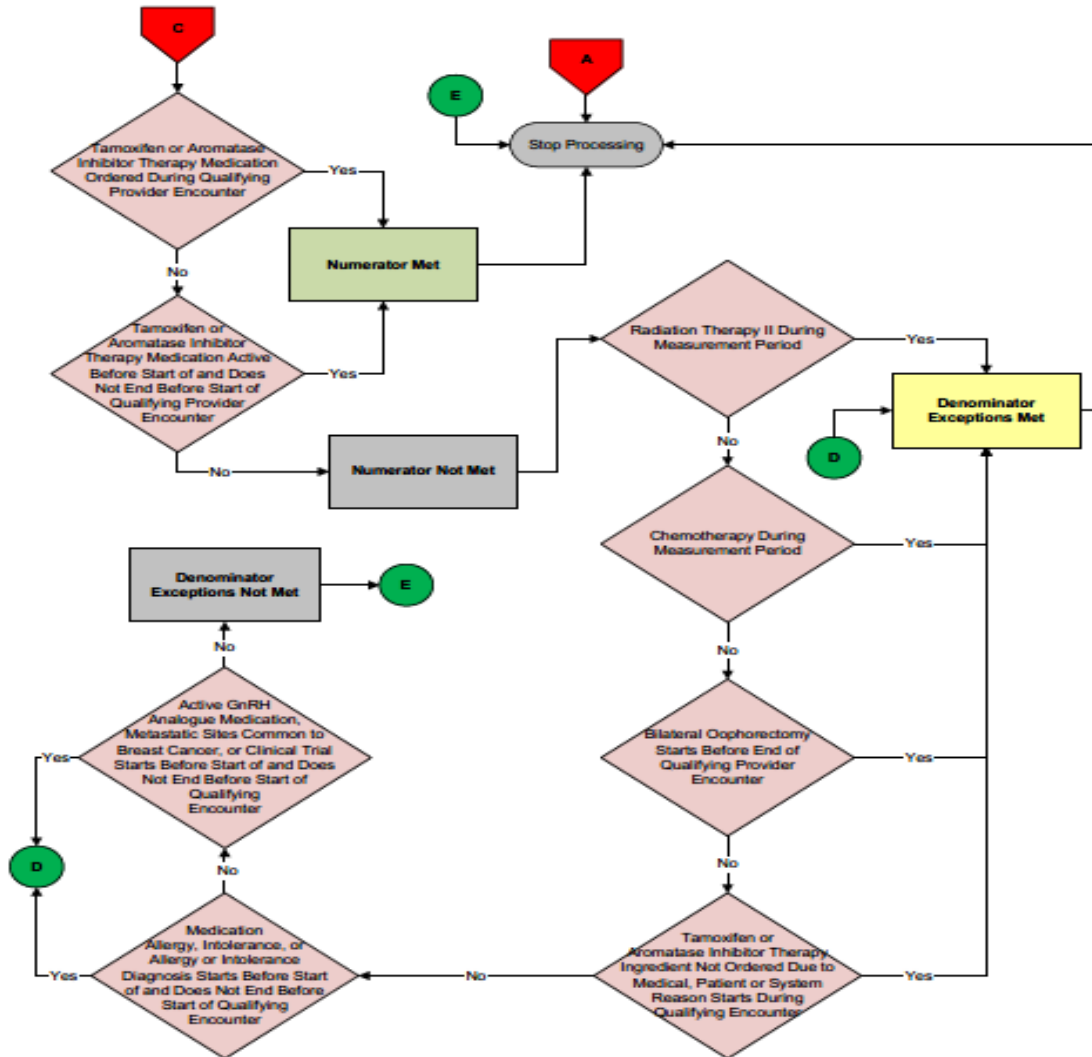 C
Tamoxifen or Aromatase
Inhibitor Therapy Medication
Ordered During Qualifying
Provider Encounter
Yes
No
A
E
Stop Processing
Numerator Met
Tamoxifen or
Aromatase Inhibitor
Therapy Medication Active
Before Start of and Does
Not End Before Start of
Qualifying Provider
Encounter
Yes
No
Numerator Not Met
Radiation Therapy II During
Measurement Period
Yes
No
Denominator
Exceptions Met
D
Chemotherapy During
Measurement Period
Yes
No
Bilateral Oophorectomy
Starts Before End of
Qualifying Provider
Encounter
Yes
No
Tamoxifen or
Aromatase Inhibitor Therapy
Ingredient Not Ordered Due to
Medical, Patient or System
Reason Starts During
Qualifying Encounter
Yes
No
Medication
Allergy, Intolerance, or
Allergy or Intolerance
Diagnosis Starts Before Start
of and Does Not End Before
Start of Qualifying
Encounter
Yes
No
D
Active GnRH
Analogue Medication,
Metastatic Sites Common to
Breast Cancer, or Clinical Trial
Starts Before Start of and Does
Not End Before Start of
Qualifying
Encounter
Yes
No
Denominator
Exceptions Not Met
E